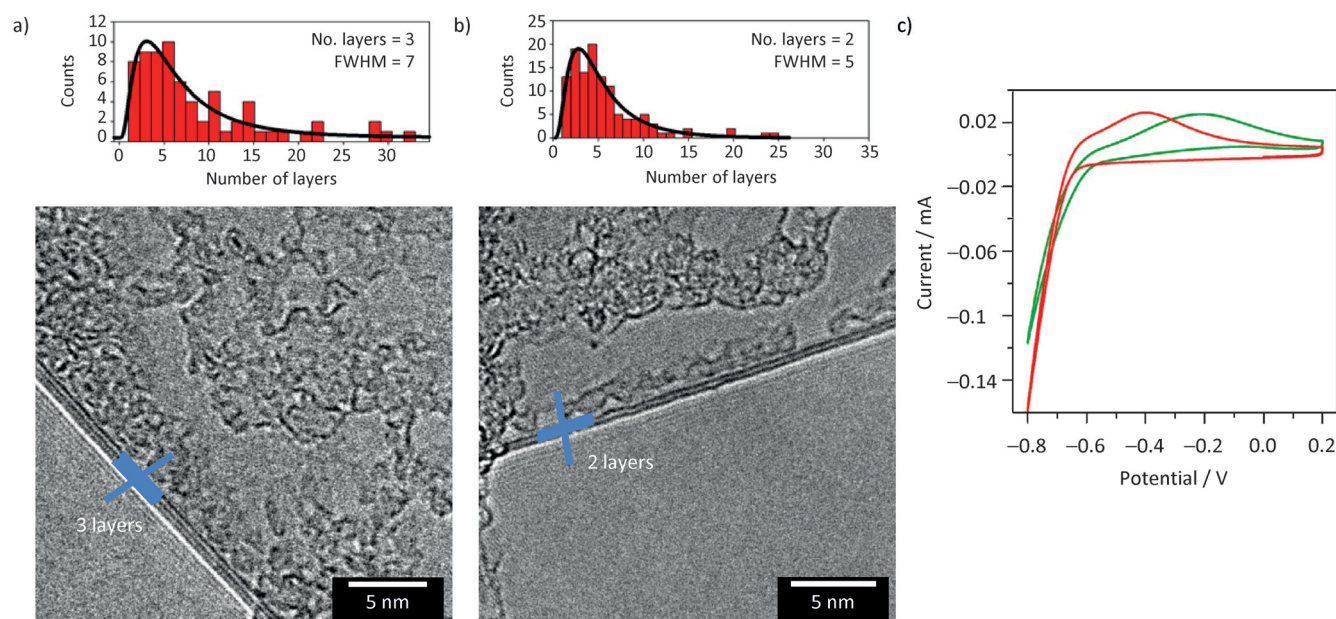 a)
12
10
8
6
4
2
0
Counts
No. layers = 3
FWHM = 7
0
10
20
30
Number of layers
b)
25
20
15
10
5
0
Counts
No. layers = 2
FWHM = 5
0
5
10
15
20
25
30
35
Number of layers
3 layers
5 nm
2 layers
5 nm
c)
0.02
−0.02
−0.06
−0.1
−0.14
Current / mA
−0.8
−0.6
−0.4
−0.2
0.0
0.2
Potential / V